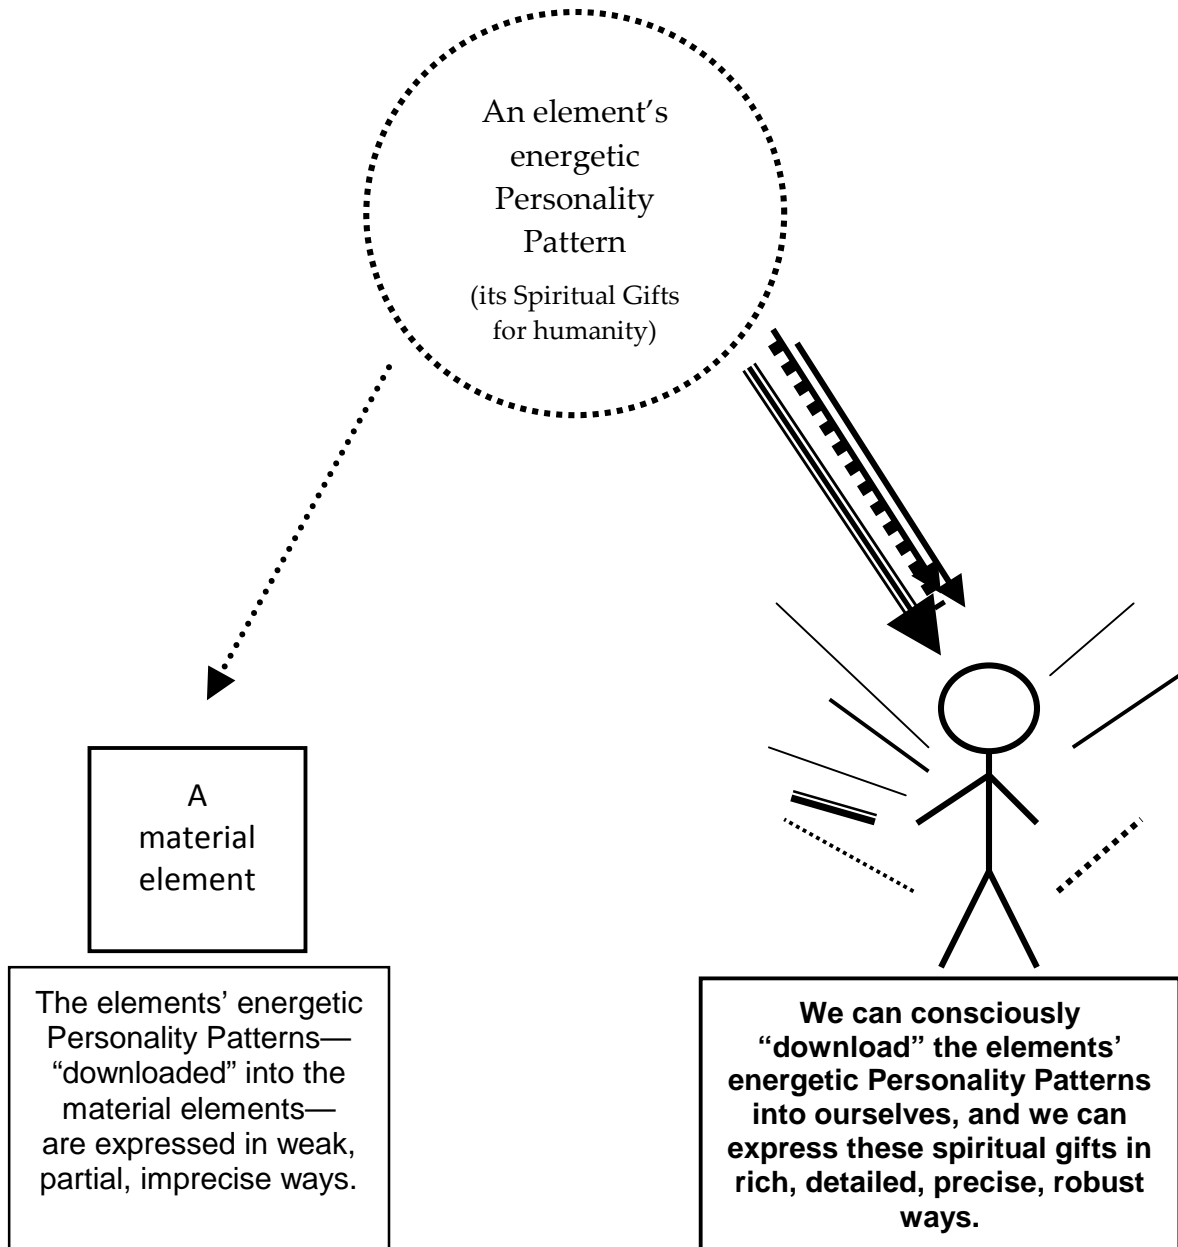 An element’s
energetic
Personality
Pattern
(its Spiritual Gifts
for humanity)
A
material
element
The elements’ energetic
Personality Patterns—
“downloaded” into the
material elements—
are expressed in weak,
partial, imprecise ways.
We can consciously
“download” the elements’
energetic Personality Patterns
into ourselves, and we can
express these spiritual gifts in
rich, detailed, precise, robust
ways.